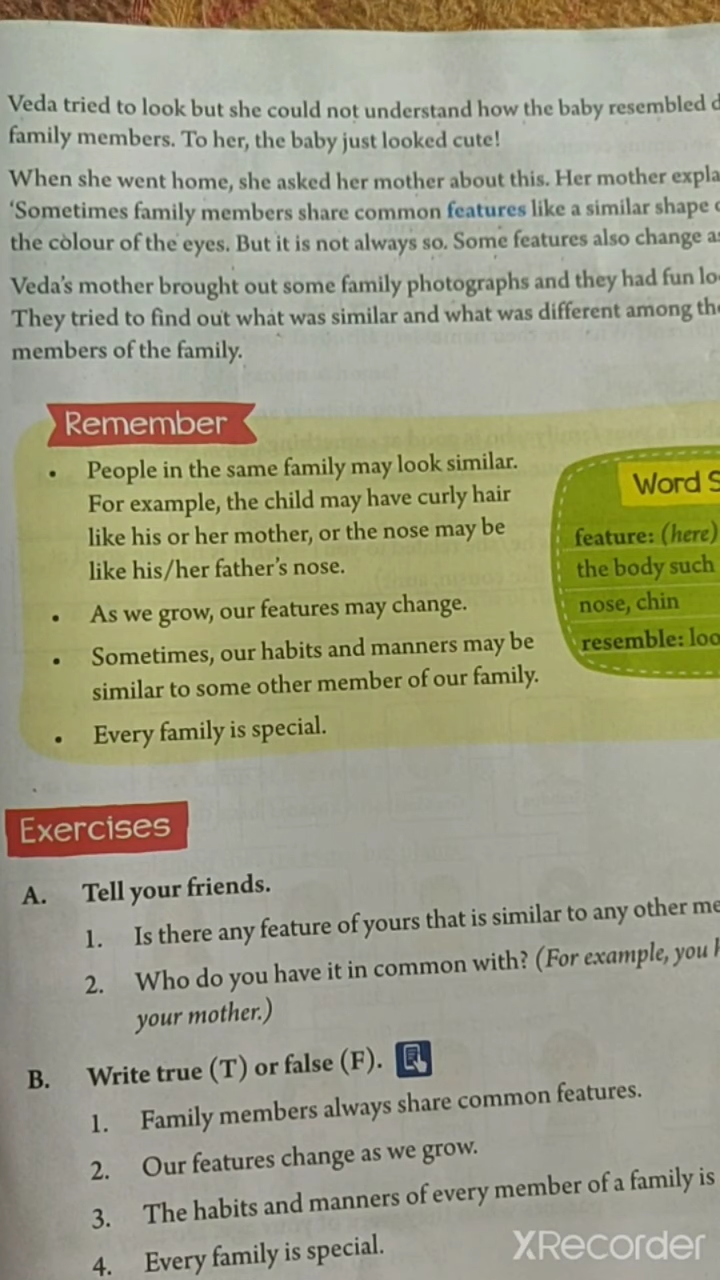 Veda tried to look but she could not understand how the baby resembled
family members. To her, the baby just looked cute!
When she went home, she asked her mother about this. Her mother
‘Sometimes family members share common features like a similar shape
the colour of the eyes. But it is not always so. Some features also change
Veda's mother brought out some family photographs and they had fun
They tried to find out what was similar and what was different among
members of the family.
Remember
• People in the same family may look similar.
For example, the child may have curly hair
like his or her mother, or the nose may be
like his/her father's nose.
• As we grow, our features may change.
• Sometimes, our habits and manners may be
similar to some other member of our family.
• Every family is special.
Word
feature: (here)
the body such
nose, chin
resemble:
Exercises
A. Tell your friends.
1. Is there any feature of yours that is similar to any other
2. Who do you have it in common with? (For example, you
your mother.)
B. Write true (T) or false (F).
1. Family members always share common features.
2. Our features change as we grow.
3. The habits and manners of every member of a family is
4. Every family is special.
XRecorder